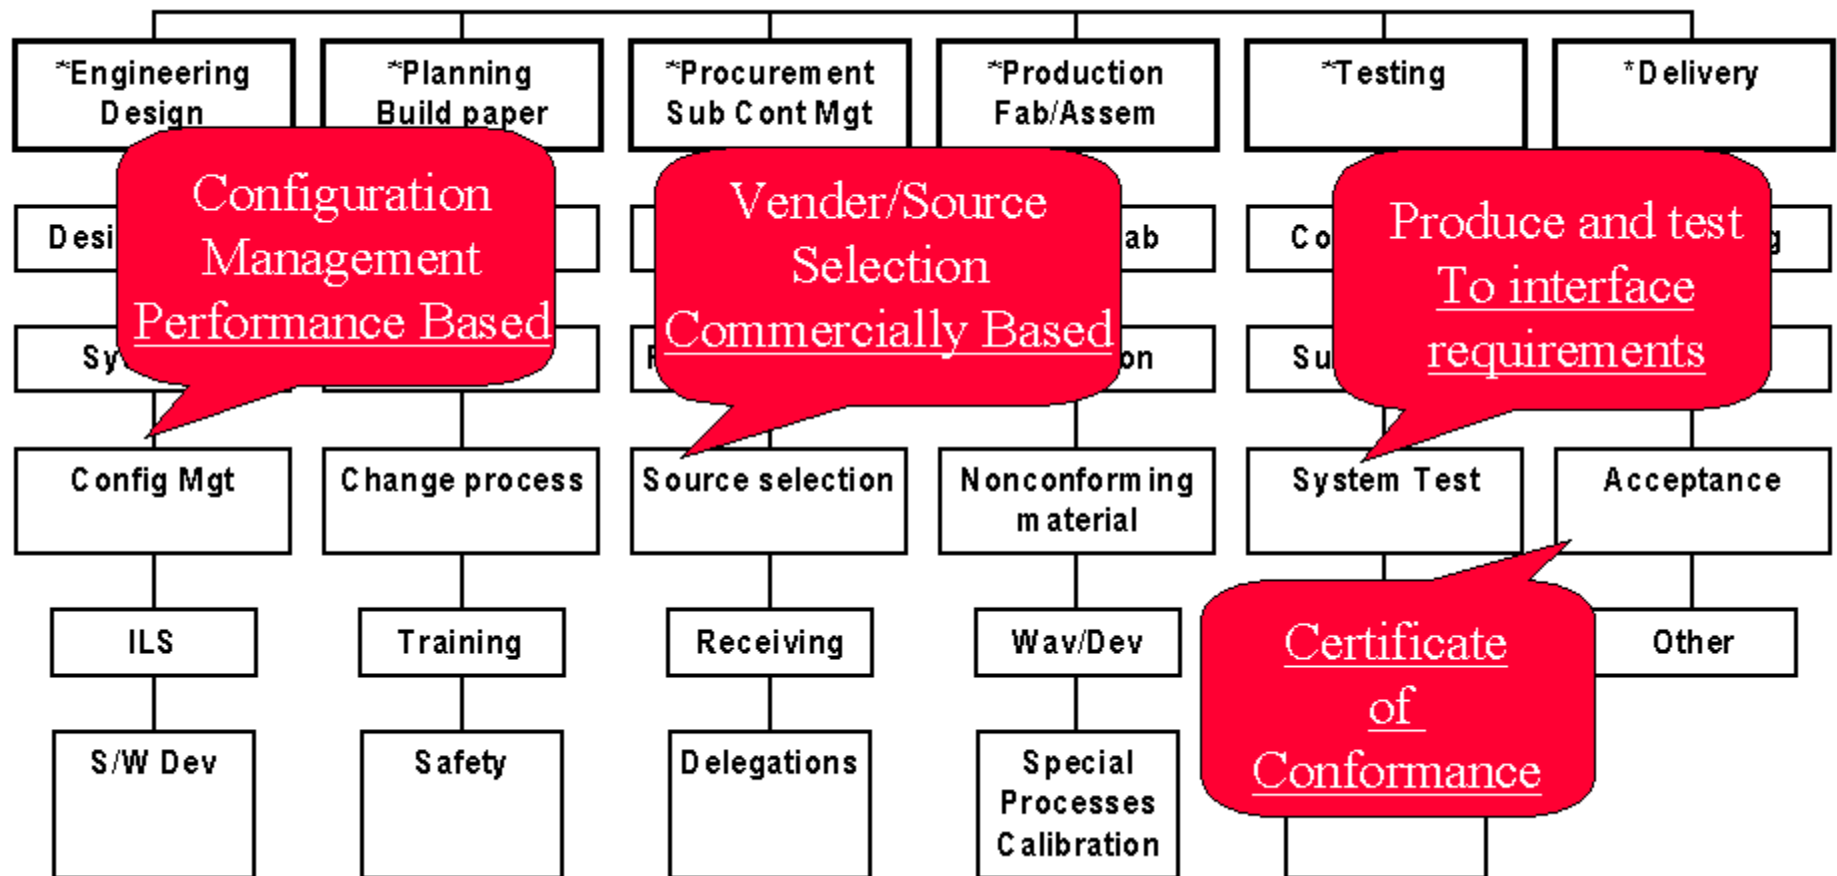 *Engineering
Design
*Planning
Build paper
*Procurement
Sub Cont Mgt
*Production
Fab/Assem
*Testing
*Delivery
Configuration
Management
Performance Based
Vender/Source
Selection
Commercially Based
Produce and test
To interface
requirements
Config Mgt
Change process
Source selection
Nonconforming
material
System Test
Acceptance
ILS
Training
Receiving
Wav/Dev
Certificate
of
Conformance
Other
S/W Dev
Safety
Delegations
Special
Processes
Calibration